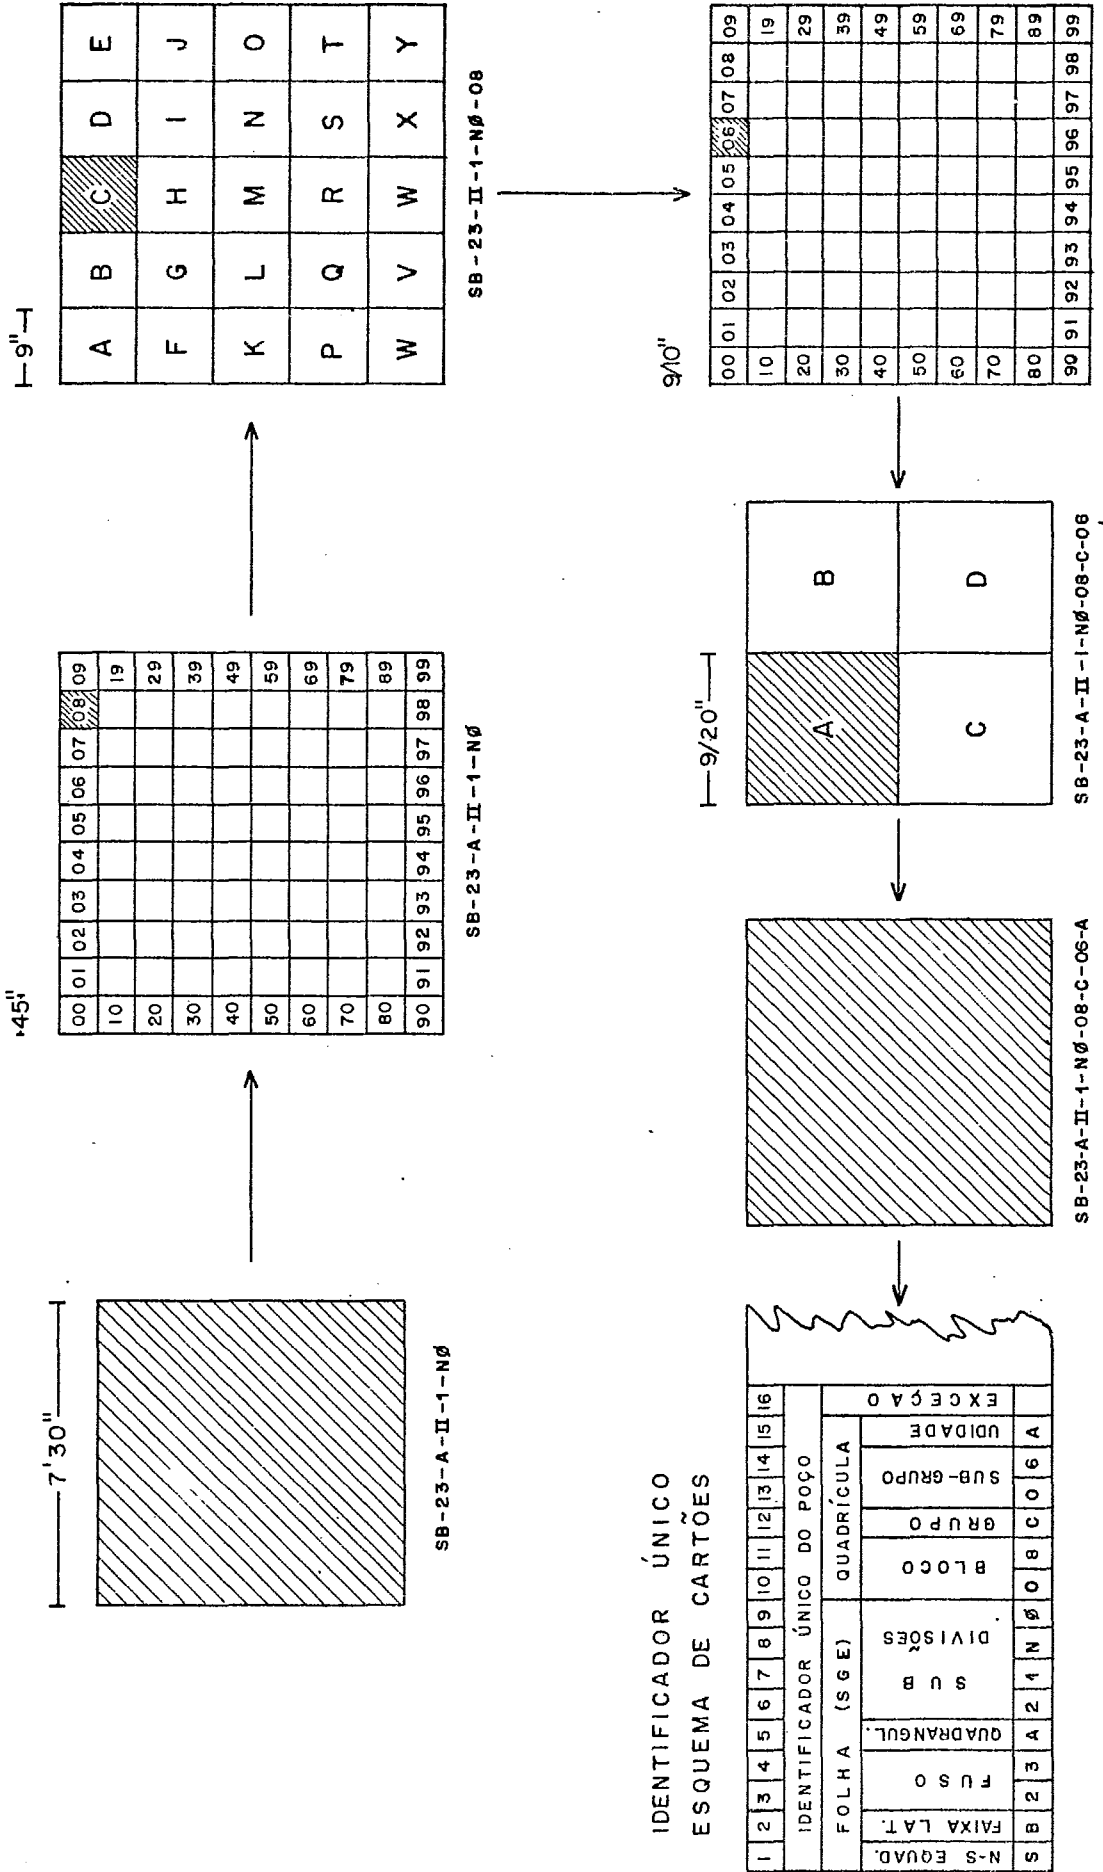 7'30"
SB-23-A-II-1-NØ
45"
00 01 02 03 04 05 06 07 08 09
10 19
20 29
30 39
40 49
50 59
60 69
70 79
80 89
90 91 92 93 94 95 96 97 98 99
SB-23-A-II-1-NØ
9"
A B C D E
F G H I J
K L M N O
P Q R S T
W V W X Y
SB-23-II-1-NØ-08
9/10"
00 01 02 03 04 05 06 07 08 09
10 19
20 29
30 39
40 49
50 59
60 69
70 79
80 89
90 91 92 93 94 95 96 97 98 99
9/20"
A B
C D
SB-23-A-II-1-NØ-08-C-06
SB-23-A-II-1-NØ-08-C-06-A
IDENTIFICADOR ÚNICO
ESQUEMA DE CARTÕES
1 2 3 4 5 6 7 8 9 10 11 12 13 14 15 16
IDENTIFICADOR ÚNICO DO POÇO
FOLHA (SGE) QUADRÍCULA
N-S EQUAD.
FAIXA LAT.
FUSO
QUADRANGUL.
SUB
DIVISÕES
BLOCO
GRUPO
SUB-GRUPO
UDIDADE
EXCEÇAO
S B 2 3 A 2 1 N Ø 0 8 C 0 6 A